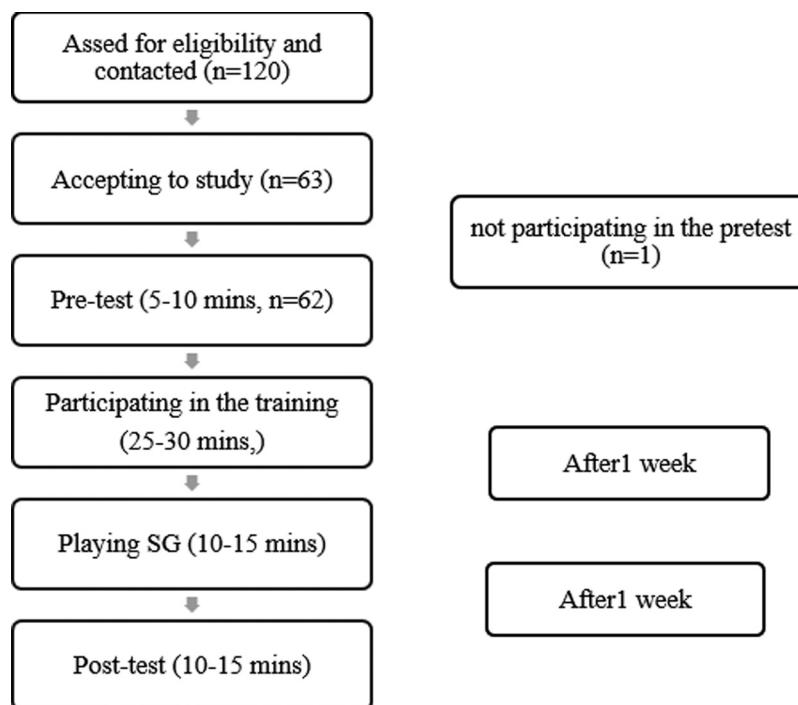 Assed for eligibility and
contacted (n=120)
Accepting to study (n=63)
not participating in the pretest
(n=1)
Pre-test (5-10 mins, n=62)
Participating in the training
(25-30 mins,)
After1 week
Playing SG (10-15 mins)
After1 week
Post-test (10-15 mins)